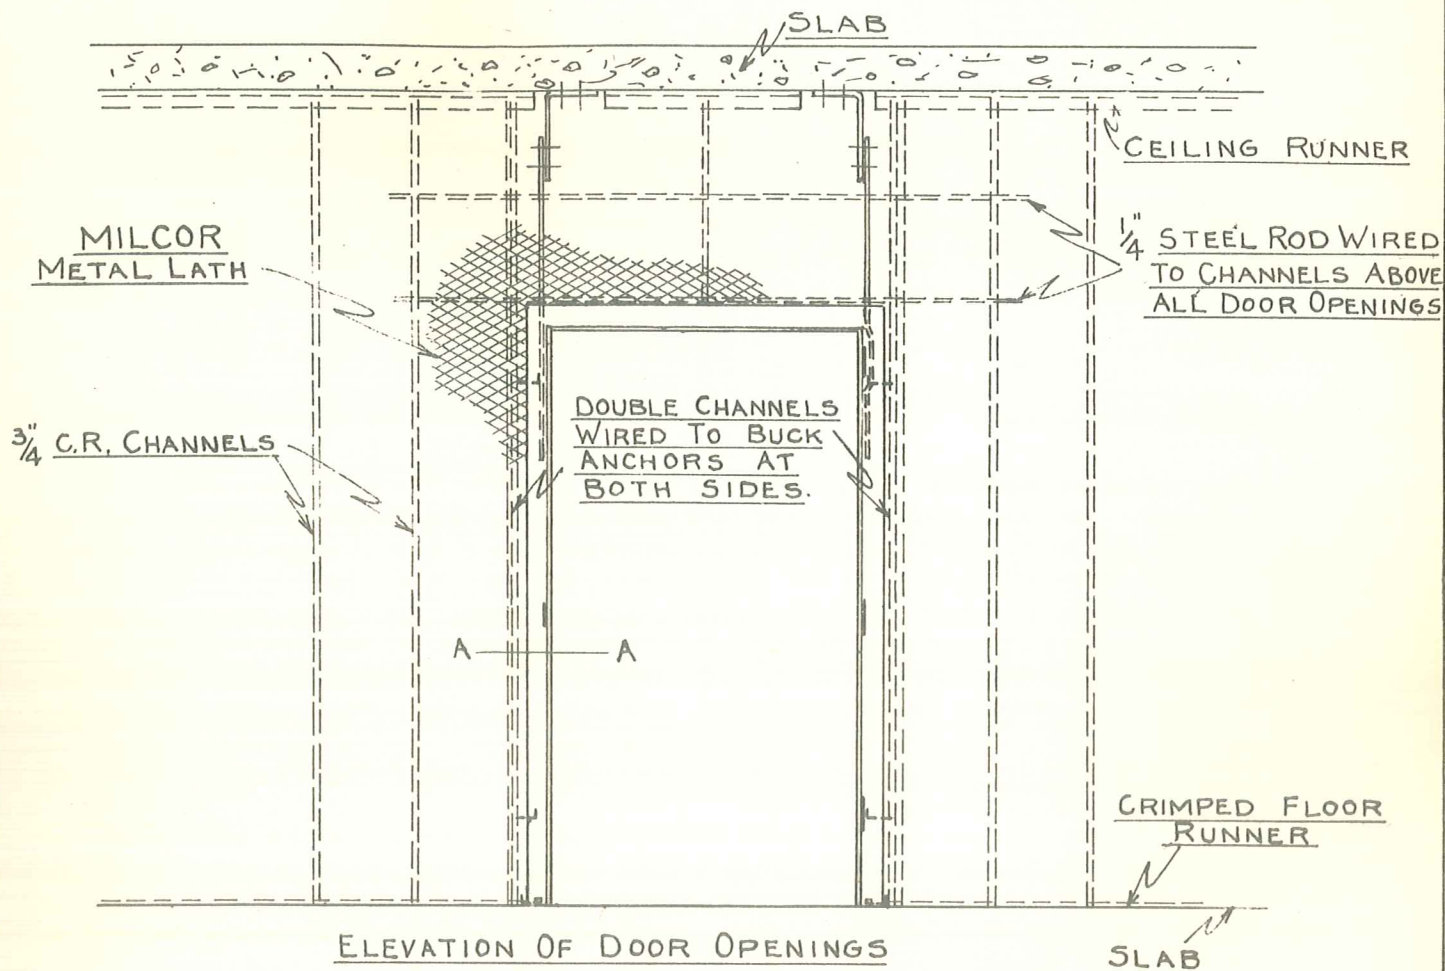 SLAB
CEILING RUNNER
MILCOR
METAL LATH
1/4" STEEL ROD WIRED
TO CHANNELS ABOVE
ALL DOOR OPENINGS
3/4" C.R. CHANNELS
DOUBLE CHANNELS
WIRED TO BUCK
ANCHORS AT
BOTH SIDES.
A A
CRIMPED FLOOR
RUNNER
ELEVATION OF DOOR OPENINGS
SLAB